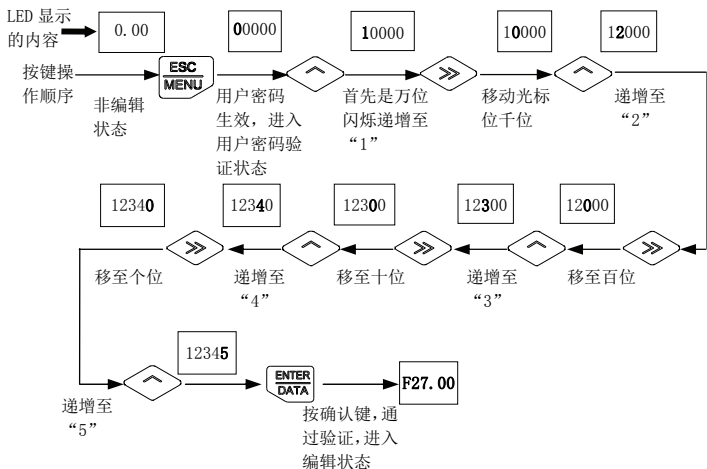 LED 显示
的内容
0.00
00000
10000
10000
12000
按键操
作顺序
ESC
MENU
非编辑
状态
用户密码
生效，进入
用户密码验
证状态
首先是万位
闪烁递增至
“1”
移动光标
位千位
递增至
“2”
12340
12340
12300
12300
12000
移至个位
递增至
“4”
移至十位
递增至
“3”
移至百位
12345
ENTER
DATA
F27.00
递增至
“5”
按确认键,通
过验证,进入
编辑状态